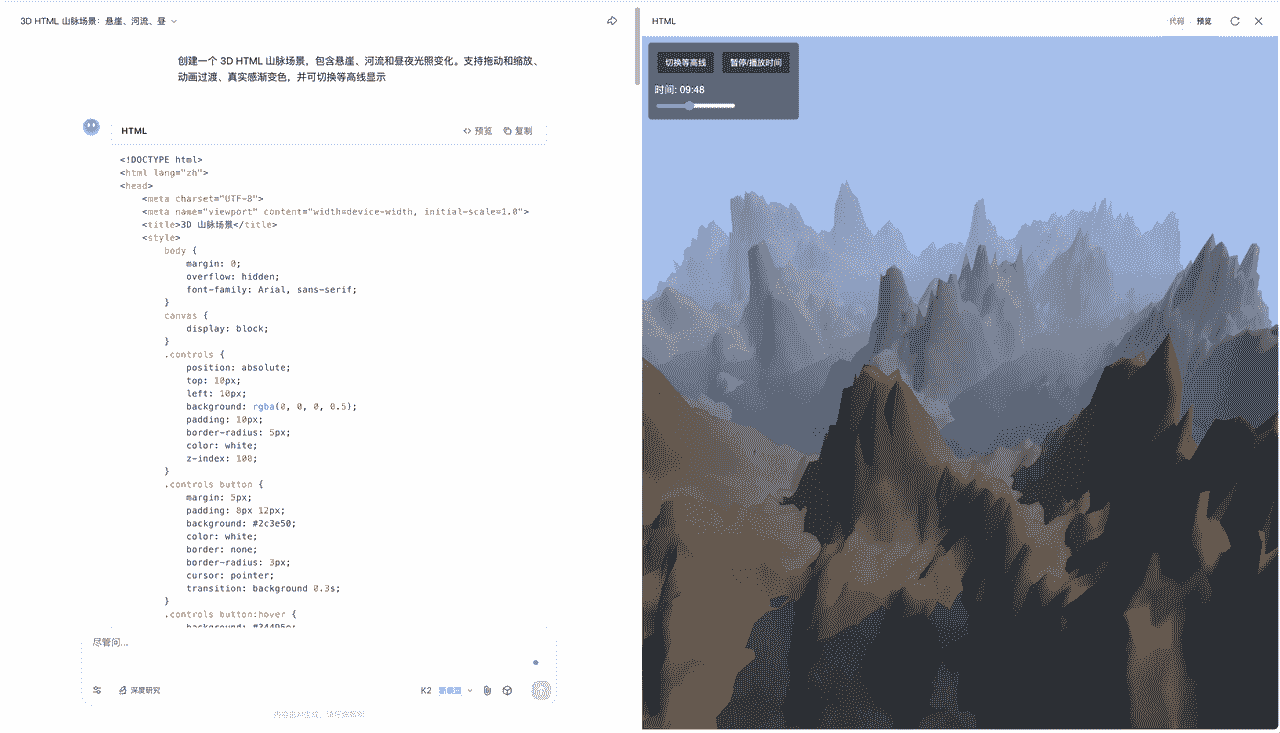 3D HTML 山脉场景：悬崖、河流、昼
创建一个 3D HTML 山脉场景，包含悬崖、河流和昼夜光照变化。支持拖动和缩放、
动画过渡、真实感渐变色，并可切换等高线显示
HTML
预览
复制
<!DOCTYPE html>
<html lang="zh">
<head>
<meta charset="UTF-8">
<meta name="viewport" content="width=device-width, initial-scale=1.0">
<title>3D 山脉场景</title>
<style>
body {
margin: 0;
overflow: hidden;
font-family: Arial, sans-serif;
}
canvas {
display: block;
}
.controls {
position: absolute;
top: 10px;
left: 10px;
background: rgba(0, 0, 0, 0.5);
padding: 10px;
border-radius: 5px;
color: white;
z-index: 100;
}
.controls button {
margin: 5px;
padding: 8px 12px;
background: #2c3e50;
color: white;
border: none;
border-radius: 3px;
cursor: pointer;
transition: background 0.3s;
}
.controls button:hover {
background: #34495e;
尽管问...
深度研究
K2
HTML
代码
预览
切换等高线
暂停/播放时间
时间: 09:48